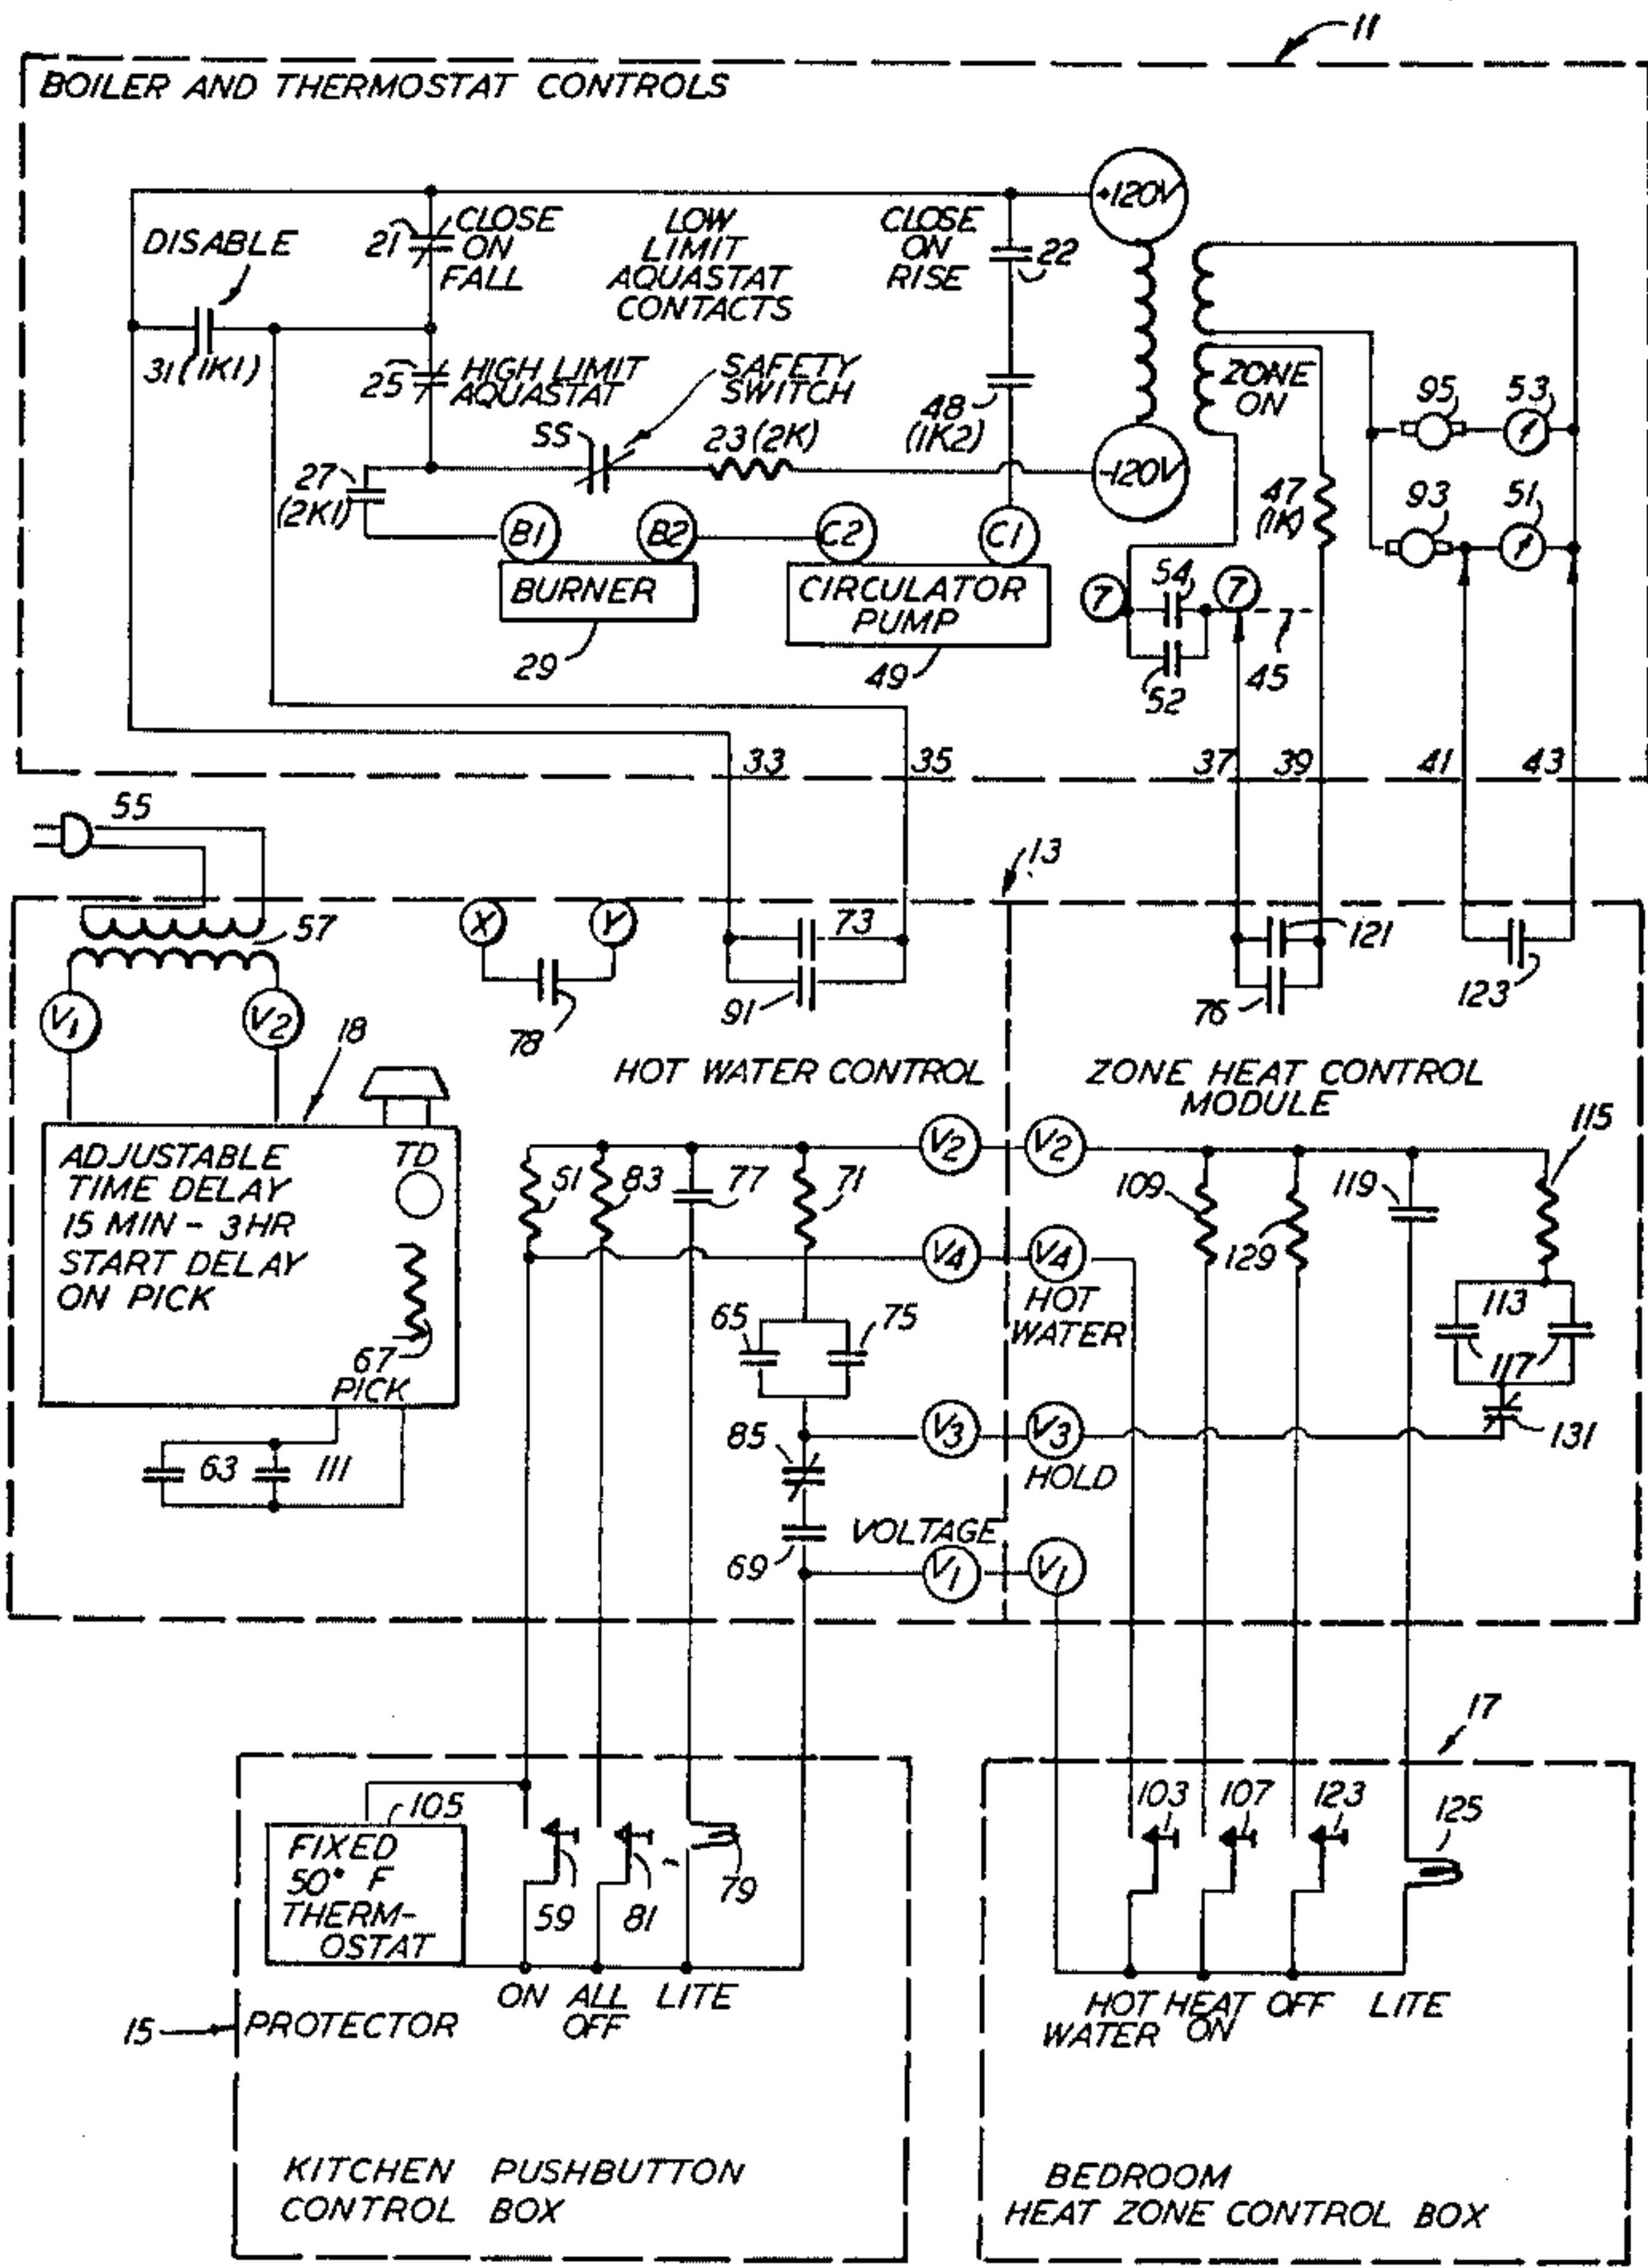 11
BOILER AND THERMOSTAT CONTROLS
+120V
DISABLE
21
CLOSE
ON
FALL
LOW
LIMIT
AQUASTAT
CONTACTS
CLOSE
ON
RISE
22
31(1K1)
25
HIGH LIMIT
AQUASTAT
SAFETY
SWITCH
48
(1K2)
ZONE
ON
95
53
SS
23(2K)
-120V
27
(2K1)
47
(1K)
93
51
B1
B2
C2
C1
BURNER
CIRCULATOR
PUMP
7
54
7
29
49
52
45
33
35
37
39
41
43
55
13
57
X
Y
73
121
78
91
76
123
V1
V2
18
HOT WATER CONTROL
ZONE HEAT CONTROL
MODULE
ADJUSTABLE
TIME DELAY
15 MIN - 3HR
START DELAY
ON PICK
TD
67
PICK
V2
V2
115
51
83
77
71
109
129
119
V4
V4
HOT
WATER
65
75
113
117
85
V3
V3
HOLD
131
63
111
69
VOLTAGE
V1
V1
17
105
FIXED
50° F
THERM-
OSTAT
59
81
79
103
107
123
125
ON
ALL
OFF
LITE
HOT
WATER
HEAT
ON
OFF
LITE
15
PROTECTOR
KITCHEN PUSHBUTTON
CONTROL BOX
BEDROOM
HEAT ZONE CONTROL BOX